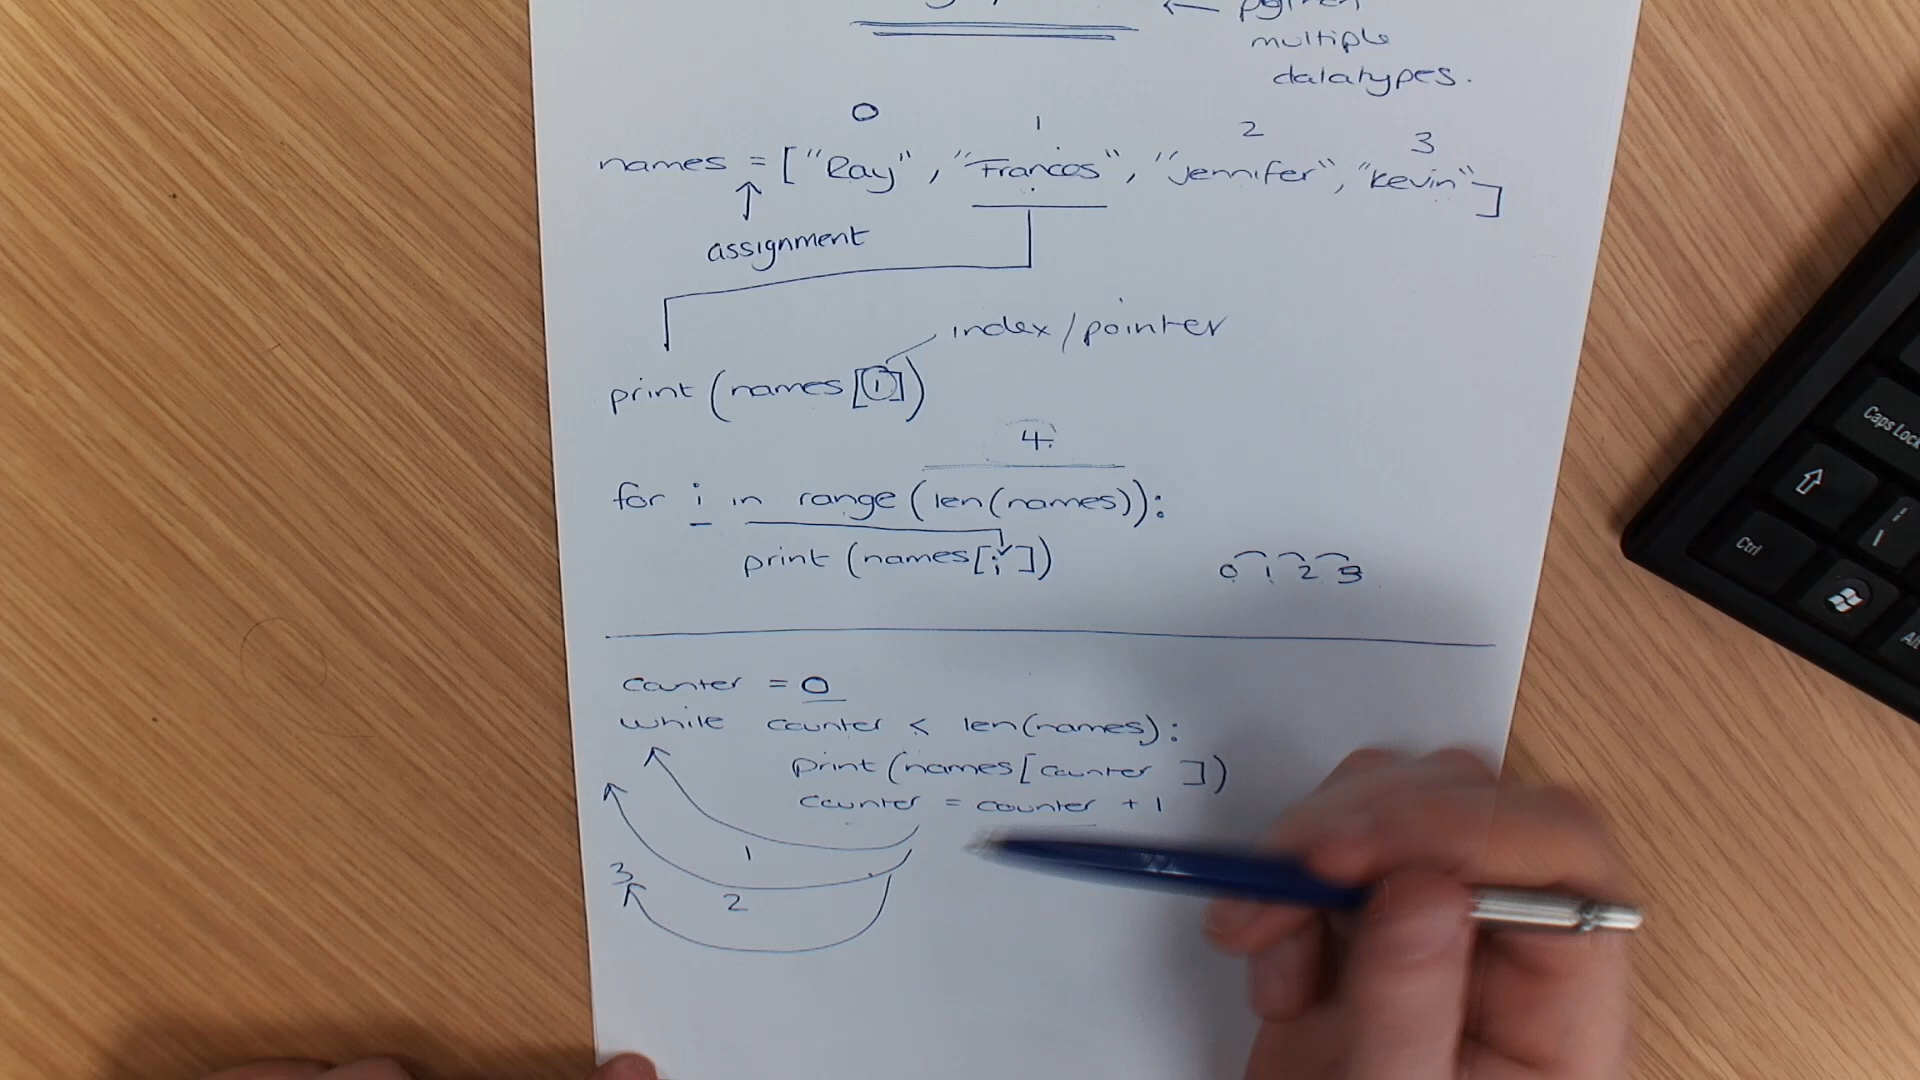 multiple
datatypes.
0 1 2 3
names = ["Ray", "Frances", "Jennifer", "Kevin"]
assignment
index/pointer
print (names[1])
4
for i in range (len(names)):
print (names[i])
0 1 2 3
counter = 0
while counter < len(names):
print (names[counter])
counter = counter + 1
1
2
3
Caps Lock
Ctrl
Alt